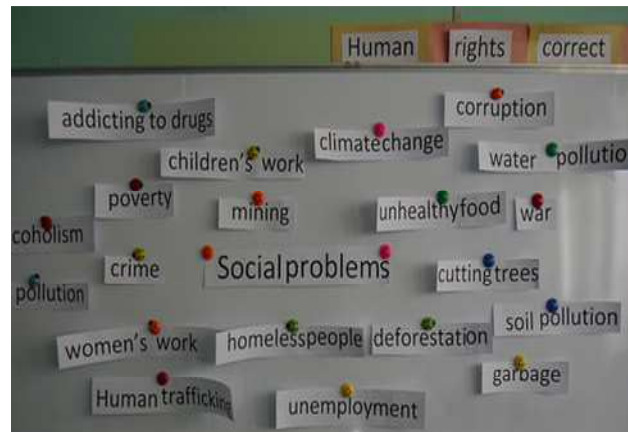 Human rights correct
addicting to drugs
corruption
climatechange
children's work
water pollutio
poverty
mining
unhealthyfood
war
coholism
crime
Social problems
cutting trees
pollution
soil pollution
women's work
homelesspeople
deforestation
garbage
Human trafficking
unemployment